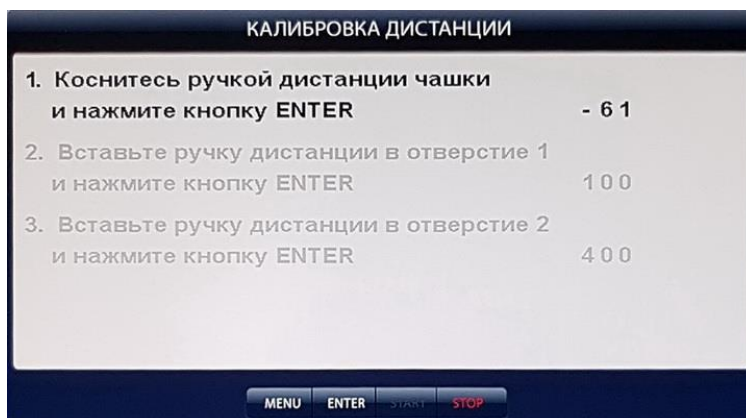 КАЛИБРОВКА ДИСТАНЦИИ
1. Коснитесь ручкой дистанции чашки
и нажмите кнопку ENTER - 61
2. Вставьте ручку дистанции в отверстие 1
и нажмите кнопку ENTER 100
3. Вставьте ручку дистанции в отверстие 2
и нажмите кнопку ENTER 400
MENU ENTER START STOP